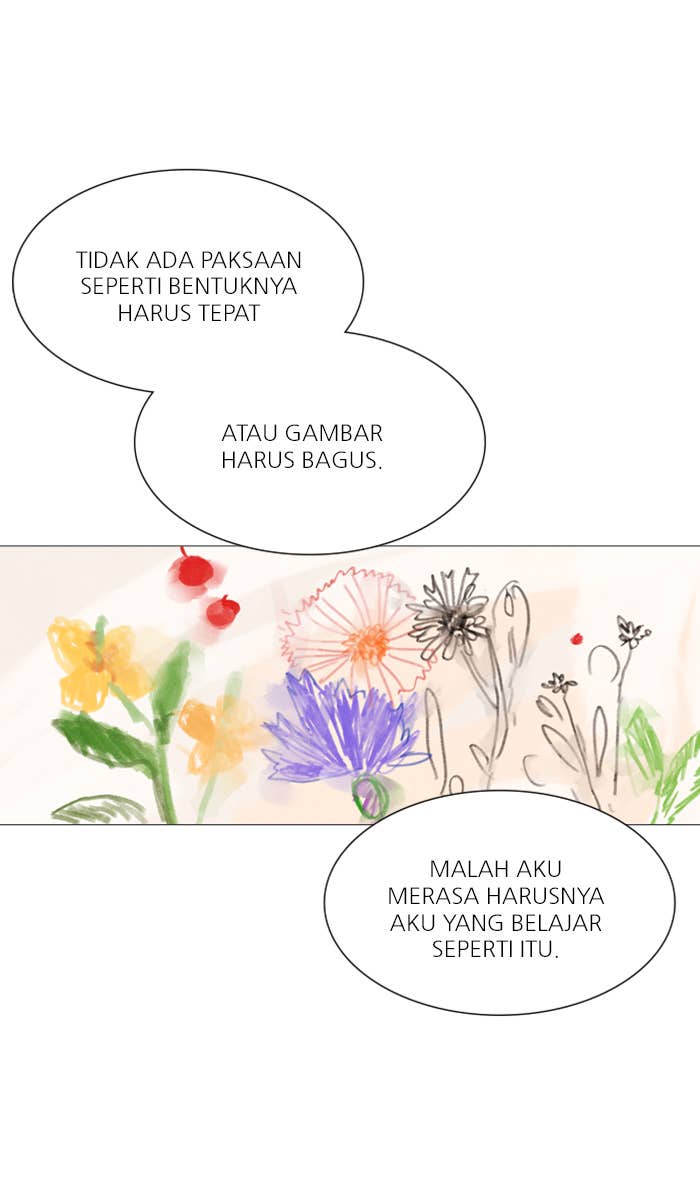 TIDAK ADA PAKSAAN
SEPERTI BENTUKNYA
HARUS TEPAT
ATAU GAMBAR
HARUS BAGUS.
MALAH AKU
MERASA HARUSNYA
AKU YANG BELAJAR
SEPERTI ITU.